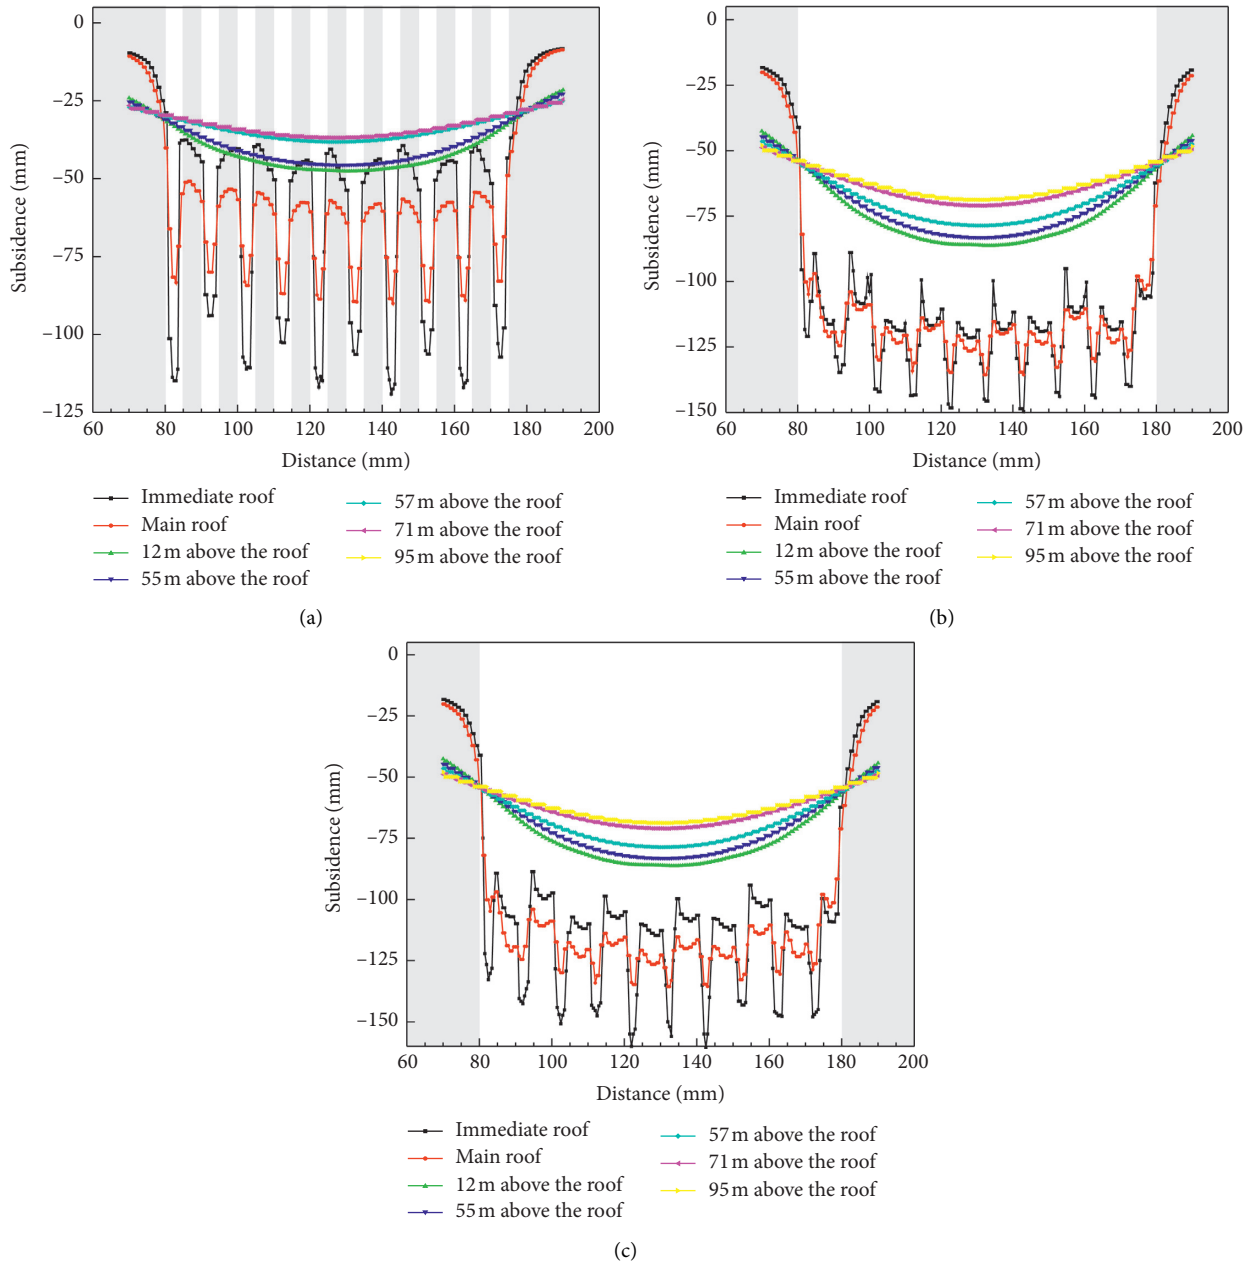 0
−25
−50
−75
−100
−125
Subsidence (mm)
60 80 100 120 140 160 180 200
Distance (mm)
Immediate roof
Main roof
12 m above the roof
55 m above the roof
57 m above the roof
71 m above the roof
95 m above the roof
(a)
0
−25
−50
−75
−100
−125
−150
Subsidence (mm)
60 80 100 120 140 160 180 200
Distance (mm)
Immediate roof
Main roof
12 m above the roof
55 m above the roof
57 m above the roof
71 m above the roof
95 m above the roof
(b)
0
−25
−50
−75
−100
−125
−150
Subsidence (mm)
60 80 100 120 140 160 180 200
Distance (mm)
Immediate roof
Main roof
12 m above the roof
55 m above the roof
57 m above the roof
71 m above the roof
95 m above the roof
(c)